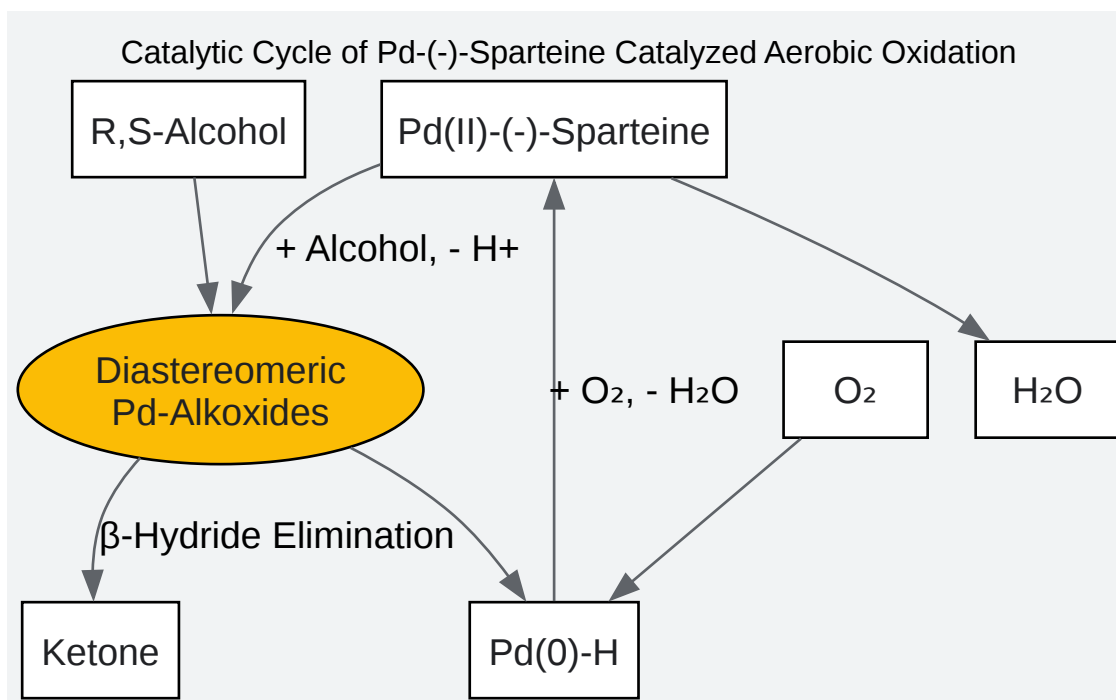 Catalytic Cycle of Pd-(-)-Sparteine Catalyzed Aerobic Oxidation
R,S-Alcohol
Pd(II)-(-)-Sparteine
+ Alcohol, - H+
Diastereomeric
Pd-Alkoxides
+ O₂, - H₂O
O₂
H₂O
β-Hydride Elimination
Ketone
Pd(0)-H